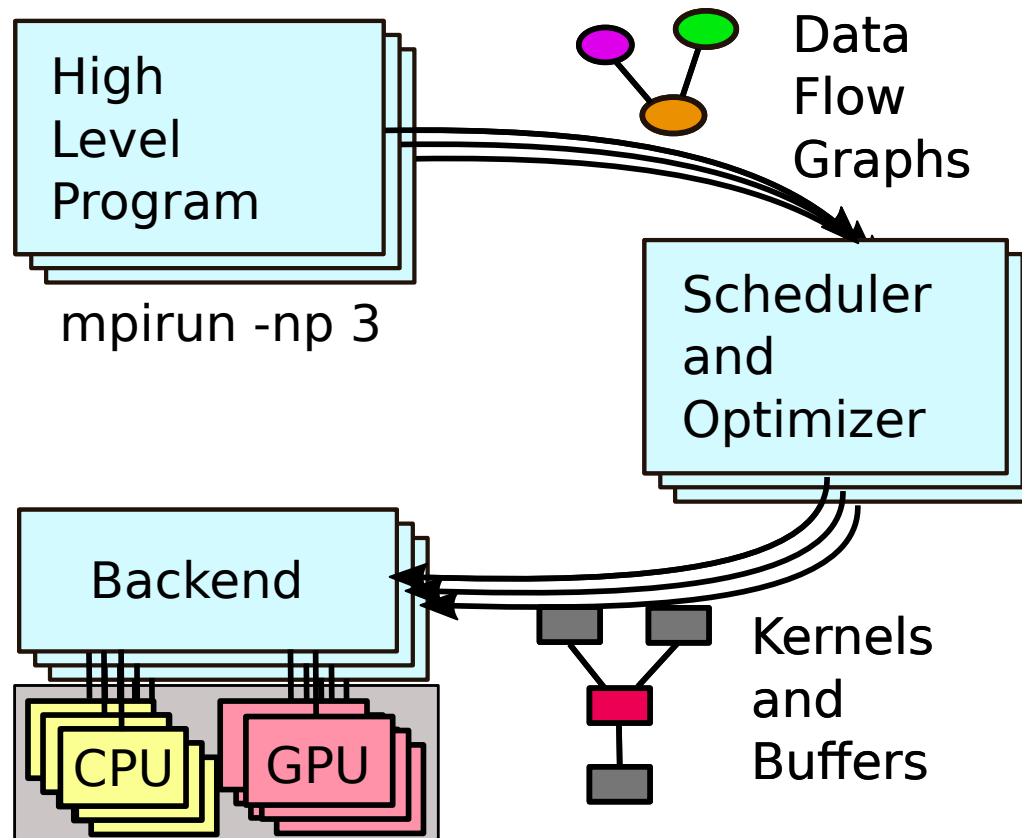 High
Level
Program
mpirun -np 3
Data
Flow
Graphs
Scheduler
and
Optimizer
Backend
Kernels
and
Buffers
CPU
GPU